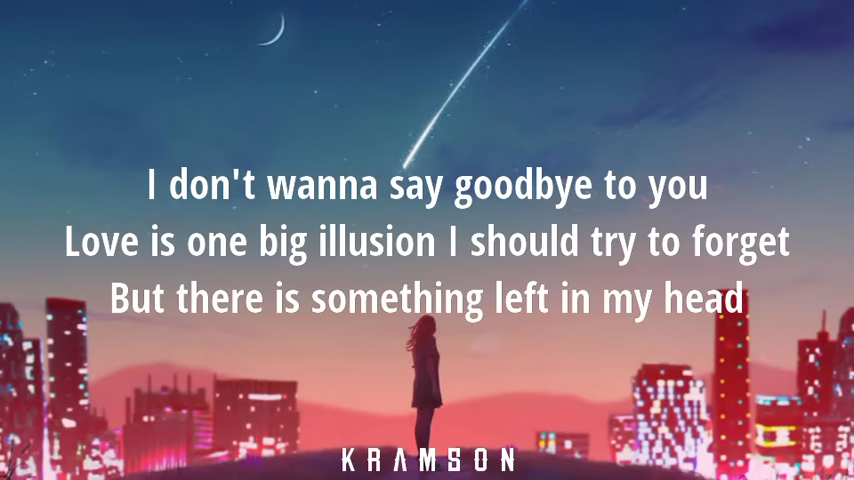 I don't wanna say goodbye to you
Love is one big illusion I should try to forget
But there is something left in my head
KRAMSON